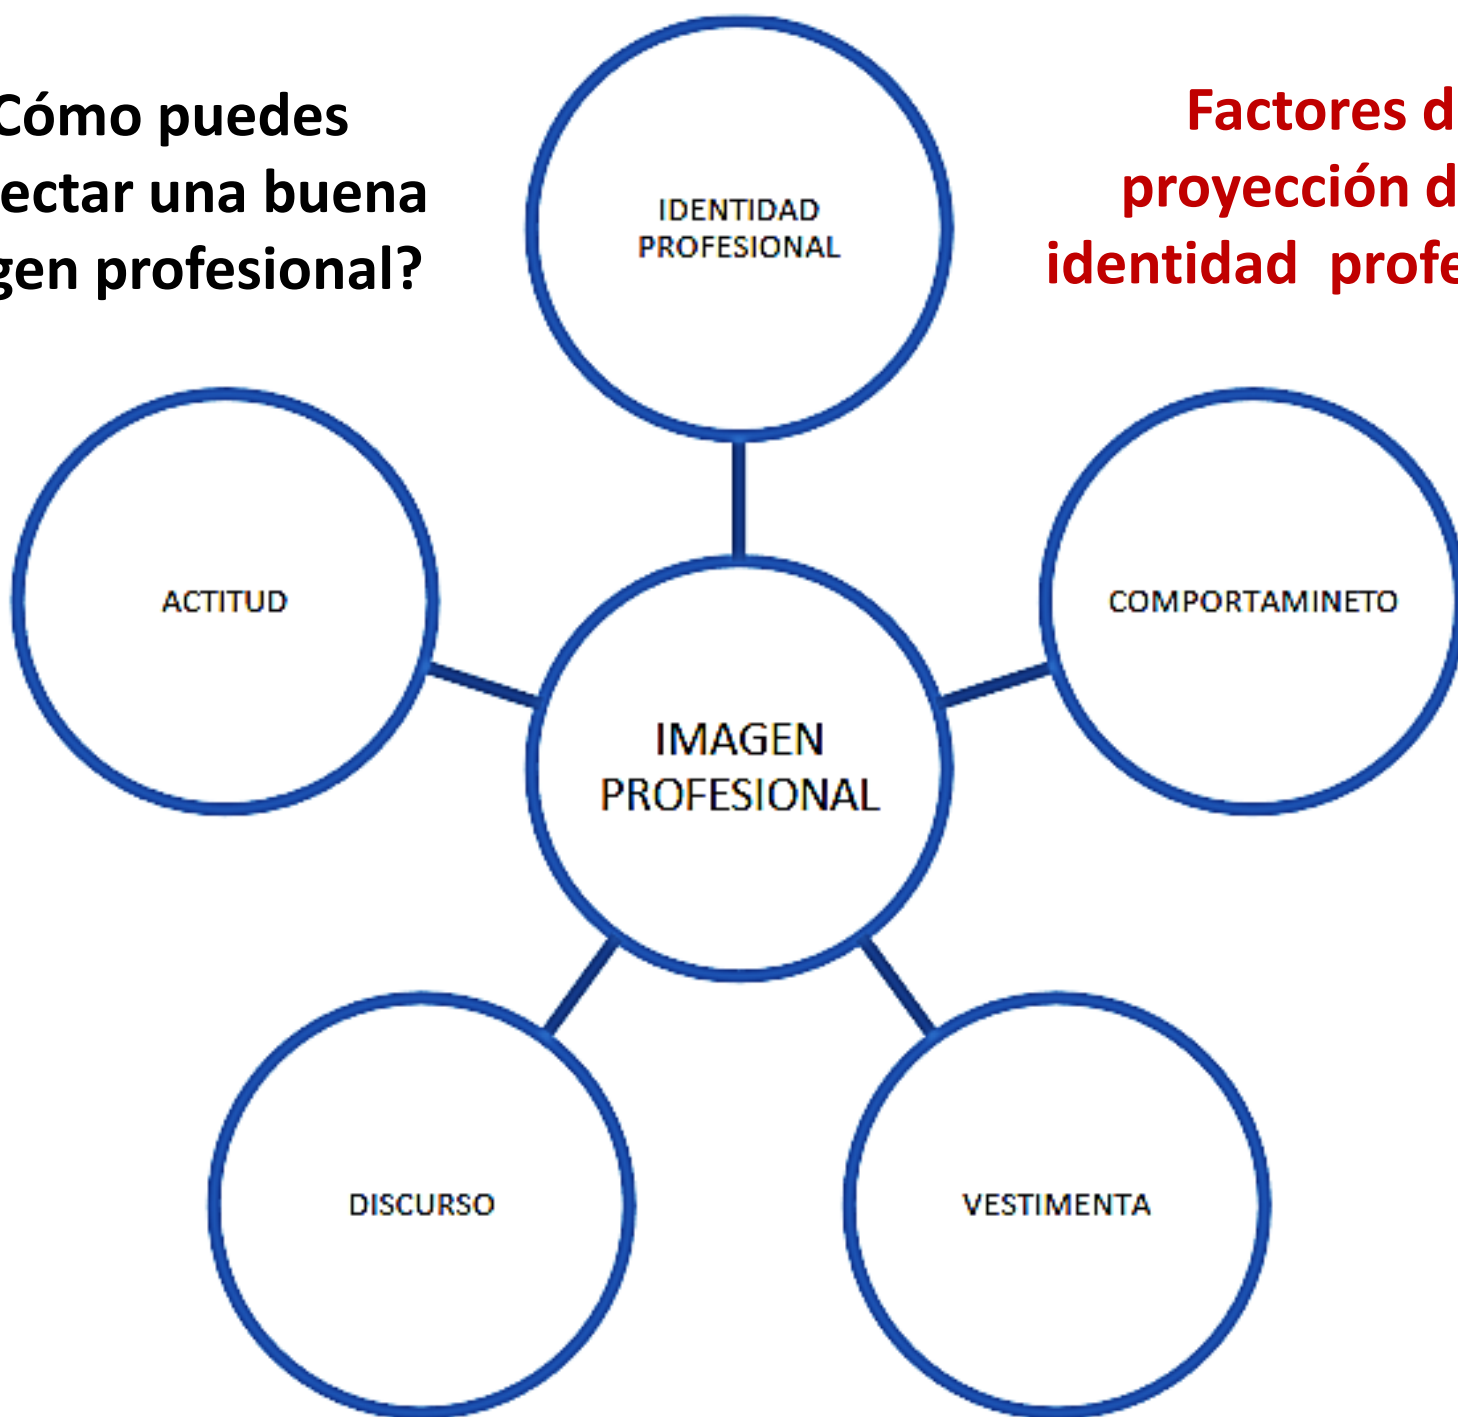 Cómo puedes
ectar una buena
gen profesional?
Factores d
proyección d
identidad profe
IDENTIDAD
PROFESIONAL
ACTITUD
COMPORTAMINETO
IMAGEN
PROFESIONAL
DISCURSO
VESTIMENTA